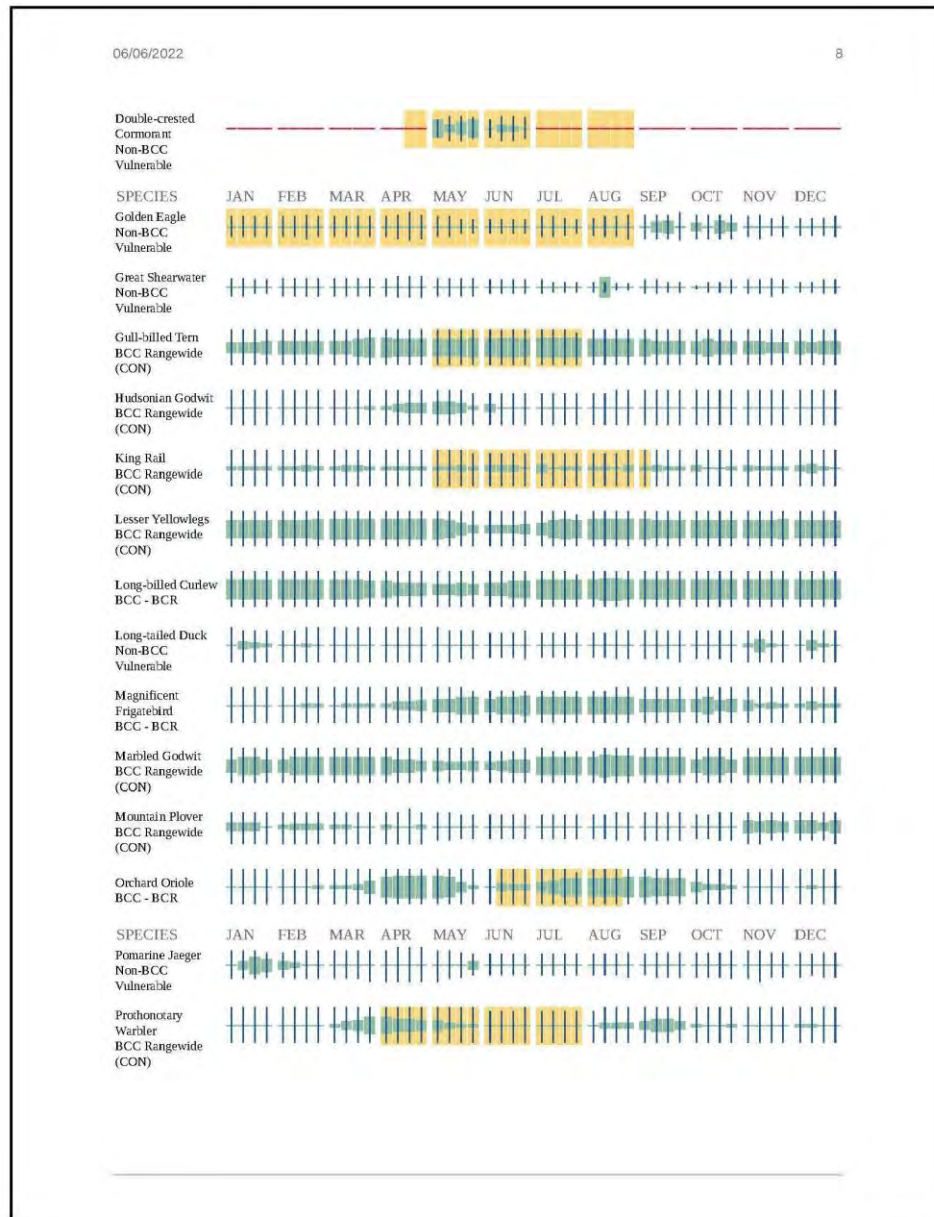 06/06/2022 8
Double-crested
Cormorant
Non-BCC
Vulnerable
SPECIES JAN FEB MAR APR MAY JUN JUL AUG SEP OCT NOV DEC
Golden Eagle
Non-BCC
Vulnerable
Great Shearwater
Non-BCC
Vulnerable
Gull-billed Tern
BCC Rangewide
(CON)
Hudsonian Godwit
BCC Rangewide
(CON)
King Rail
BCC Rangewide
(CON)
Lesser Yellowlegs
BCC Rangewide
(CON)
Long-billed Curlew
BCC - BCR
Long-tailed Duck
Non-BCC
Vulnerable
Magnificent
Frigatebird
BCC - BCR
Marbled Godwit
BCC Rangewide
(CON)
Mountain Plover
BCC Rangewide
(CON)
Orchard Oriole
BCC - BCR
SPECIES JAN FEB MAR APR MAY JUN JUL AUG SEP OCT NOV DEC
Pomarine Jaeger
Non-BCC
Vulnerable
Prothonotary
Warbler
BCC Rangewide
(CON)